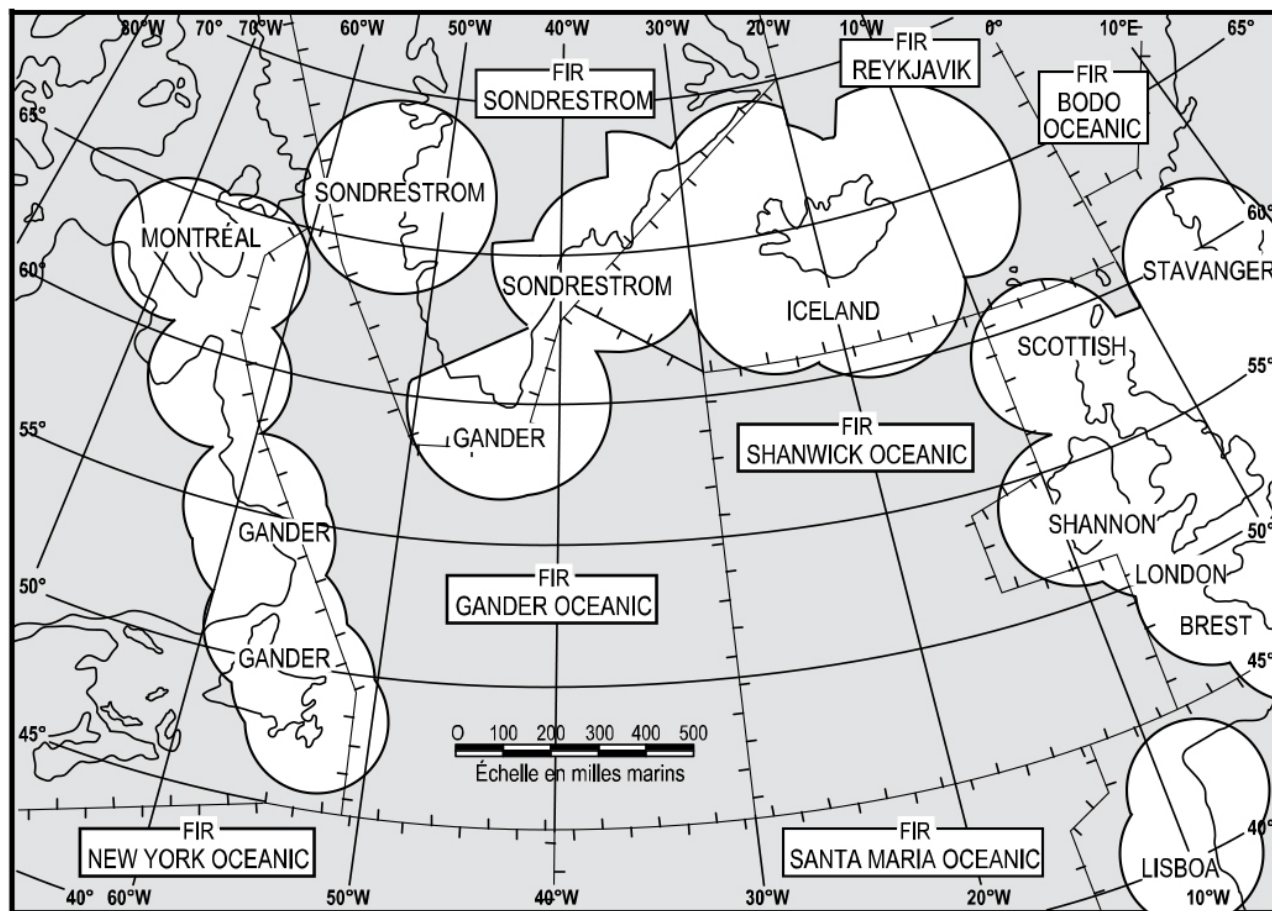 80°W 70° 70°W 60°W 50°W 40°W 30°W 20°W 10°W 0° 10°E 65°
FIR
REYKJAVIK
FIR
SONDRESTROM
FIR
BODO
OCEANIC
65°
SONDRESTROM
60°
MONTRÉAL
STAVANGER
60°
SONDRESTROM
ICELAND
SCOTTISH
55°
55°
GANDER
FIR
SHANWICK OCEANIC
SHANNON
50°
GANDER
FIR
GANDER OCEANIC
LONDON
50°
BREST
GANDER
45°
45°
0 100 200 300 400 500
Échelle en milles marins
FIR
NEW YORK OCEANIC
FIR
SANTA MARIA OCEANIC
40°
LISBOA
40° 60°W 50°W 40°W 30°W 20°W 10°W